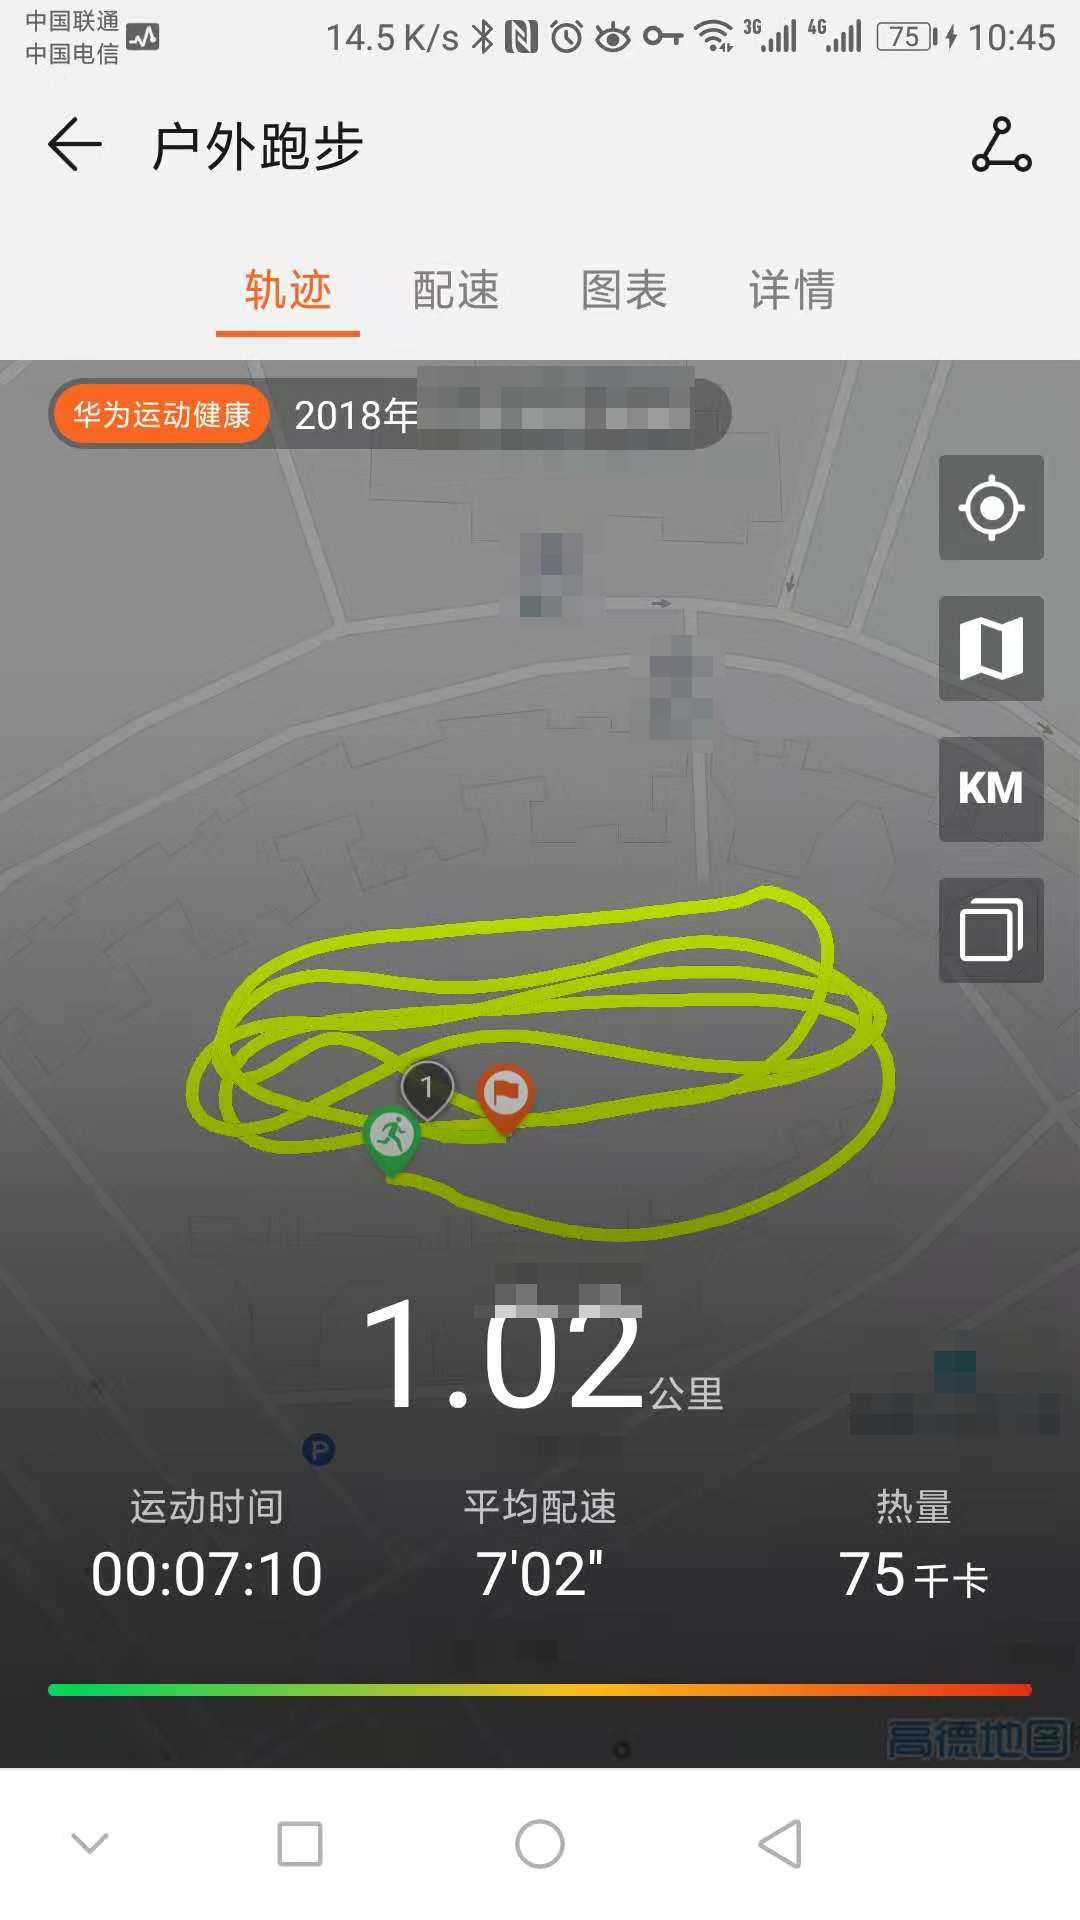 中国联通
中国电信
14.5 K/s 3G 4G 75 10:45
户外跑步
轨迹 配速 图表 详情
华为运动健康 2018年
KM
1
1.02公里
P
运动时间 平均配速 热量
00:07:10 7'02" 75千卡
高德地图